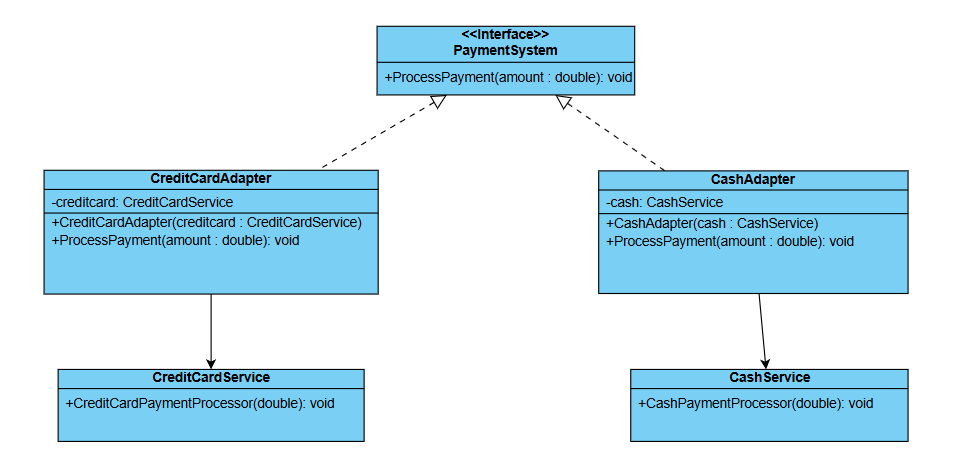 <<Interface>>
PaymentSystem
+ProcessPayment(amount : double): void
CreditCardAdapter
-creditcard: CreditCardService
+CreditCardAdapter(creditcard : CreditCardService)
+ProcessPayment(amount : double): void
CashAdapter
-cash: CashService
+CashAdapter(cash : CashService)
+ProcessPayment(amount : double): void
CreditCardService
+CreditCardPaymentProcessor(double): void
CashService
+CashPaymentProcessor(double): void